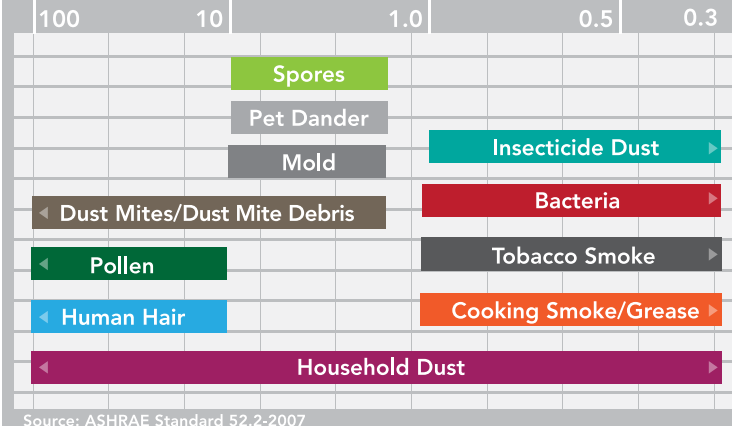 100 10 1.0 0.5 0.3
Spores
Pet Dander
Insecticide Dust
Mold
Bacteria
Dust Mites/Dust Mite Debris
Tobacco Smoke
Pollen
Cooking Smoke/Grease
Human Hair
Household Dust
Source: ASHRAE Standard 52.2-2007